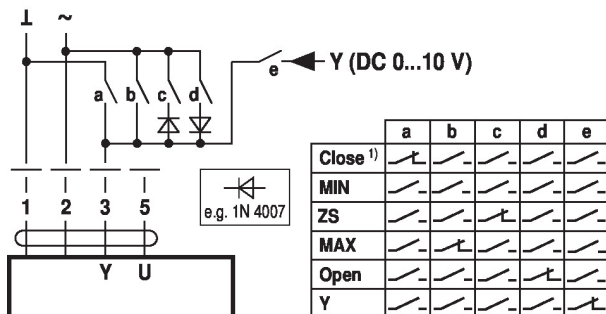 ⊥ ~
a b c d e
Y (DC 0...10 V)
1 2 3 5
Y U
e.g. 1N 4007
a b c d e
Close 1)
MIN
ZS
MAX
Open
Y